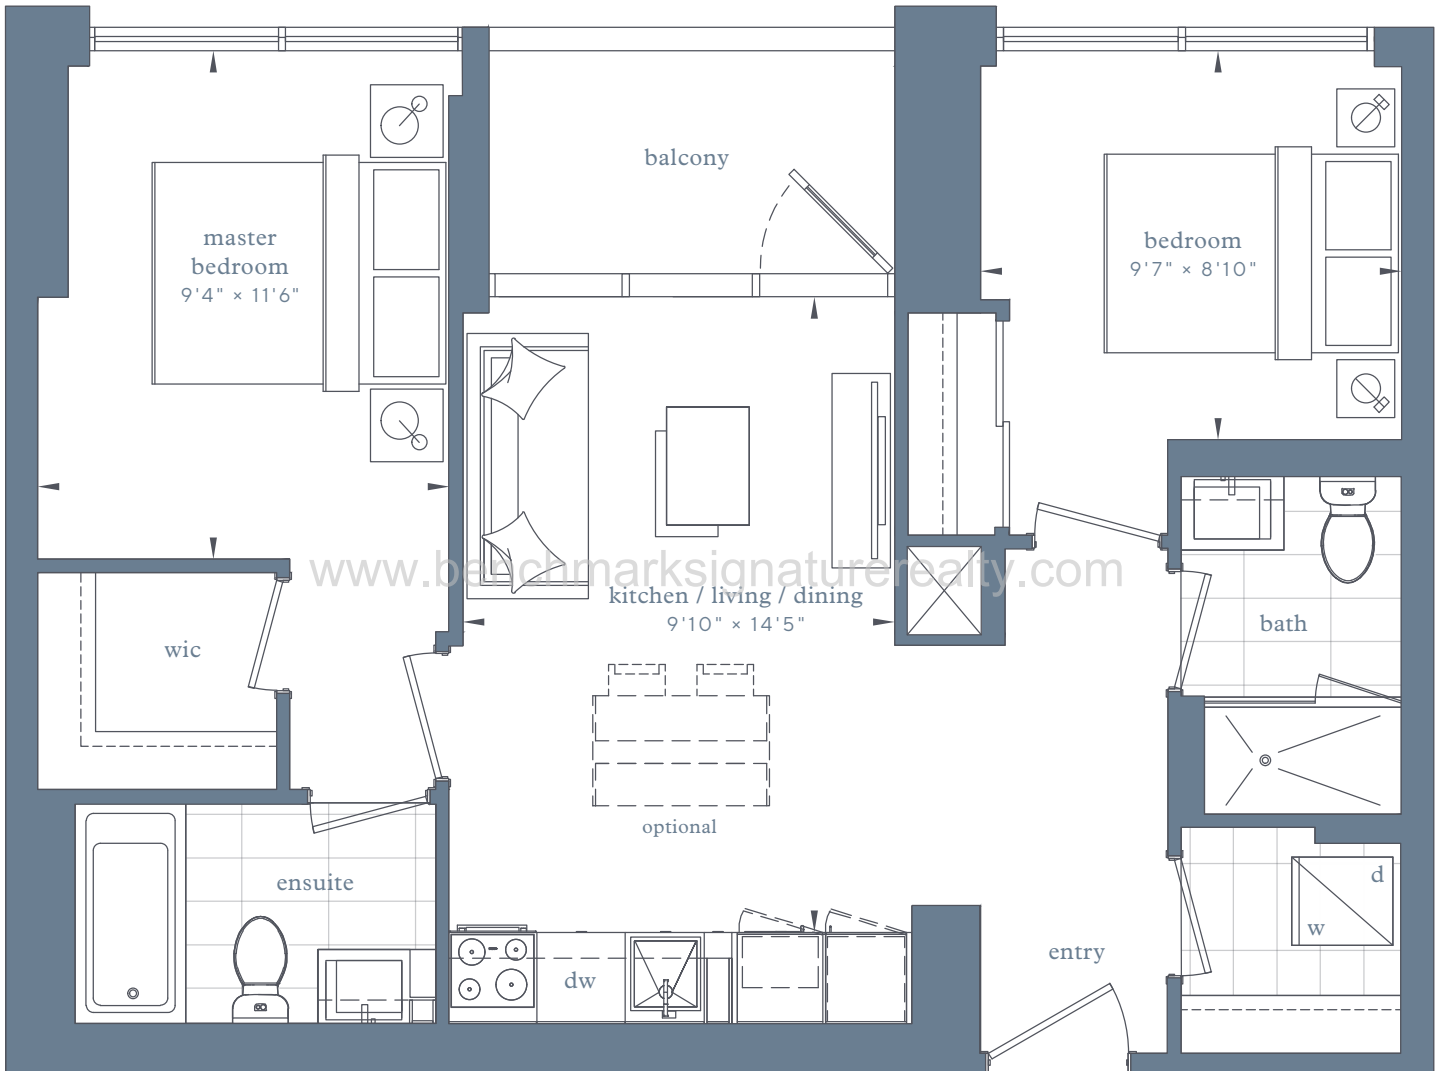 balcony
master
bedroom
9'4" × 11'6"
bedroom
9'7" × 8'10"
www.benchmarksignaturerealty.com
kitchen / living / dining
9'10" × 14'5"
wic
bath
optional
ensuite
dw
entry
d
w